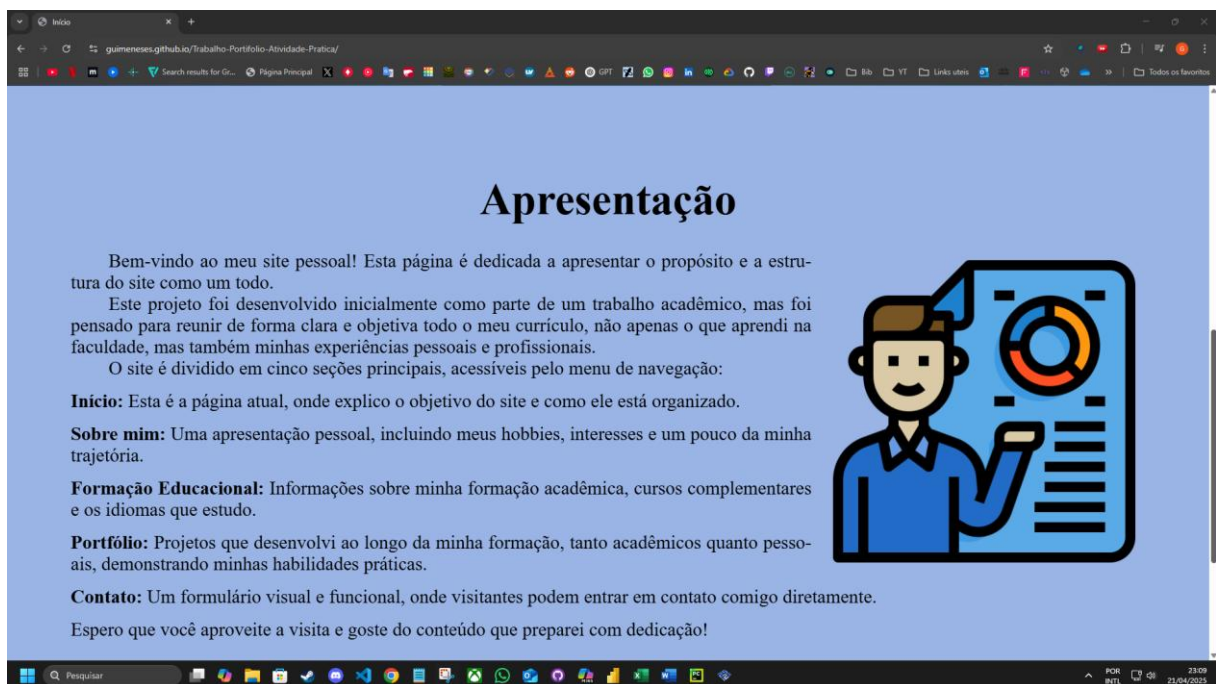 Início
guimeneses.github.io/Trabalho-Portifolio-Atividade-Pratica/
Search results for Gr...
Página Principal
GPT
Bib
YT
Links uteis
Todos os favoritos
Apresentação
Bem-vindo ao meu site pessoal! Esta página é dedicada a apresentar o propósito e a estru-
tura do site como um todo.
Este projeto foi desenvolvido inicialmente como parte de um trabalho acadêmico, mas foi
pensado para reunir de forma clara e objetiva todo o meu currículo, não apenas o que aprendi na
faculdade, mas também minhas experiências pessoais e profissionais.
O site é dividido em cinco seções principais, acessíveis pelo menu de navegação:
Início: Esta é a página atual, onde explico o objetivo do site e como ele está organizado.
Sobre mim: Uma apresentação pessoal, incluindo meus hobbies, interesses e um pouco da minha
trajetória.
Formação Educacional: Informações sobre minha formação acadêmica, cursos complementares
e os idiomas que estudo.
Portfólio: Projetos que desenvolvi ao longo da minha formação, tanto acadêmicos quanto pesso-
ais, demonstrando minhas habilidades práticas.
Contato: Um formulário visual e funcional, onde visitantes podem entrar em contato comigo diretamente.
Espero que você aproveite a visita e goste do conteúdo que preparei com dedicação!
Pesquisar
POR
INTL
23:09
21/04/2025